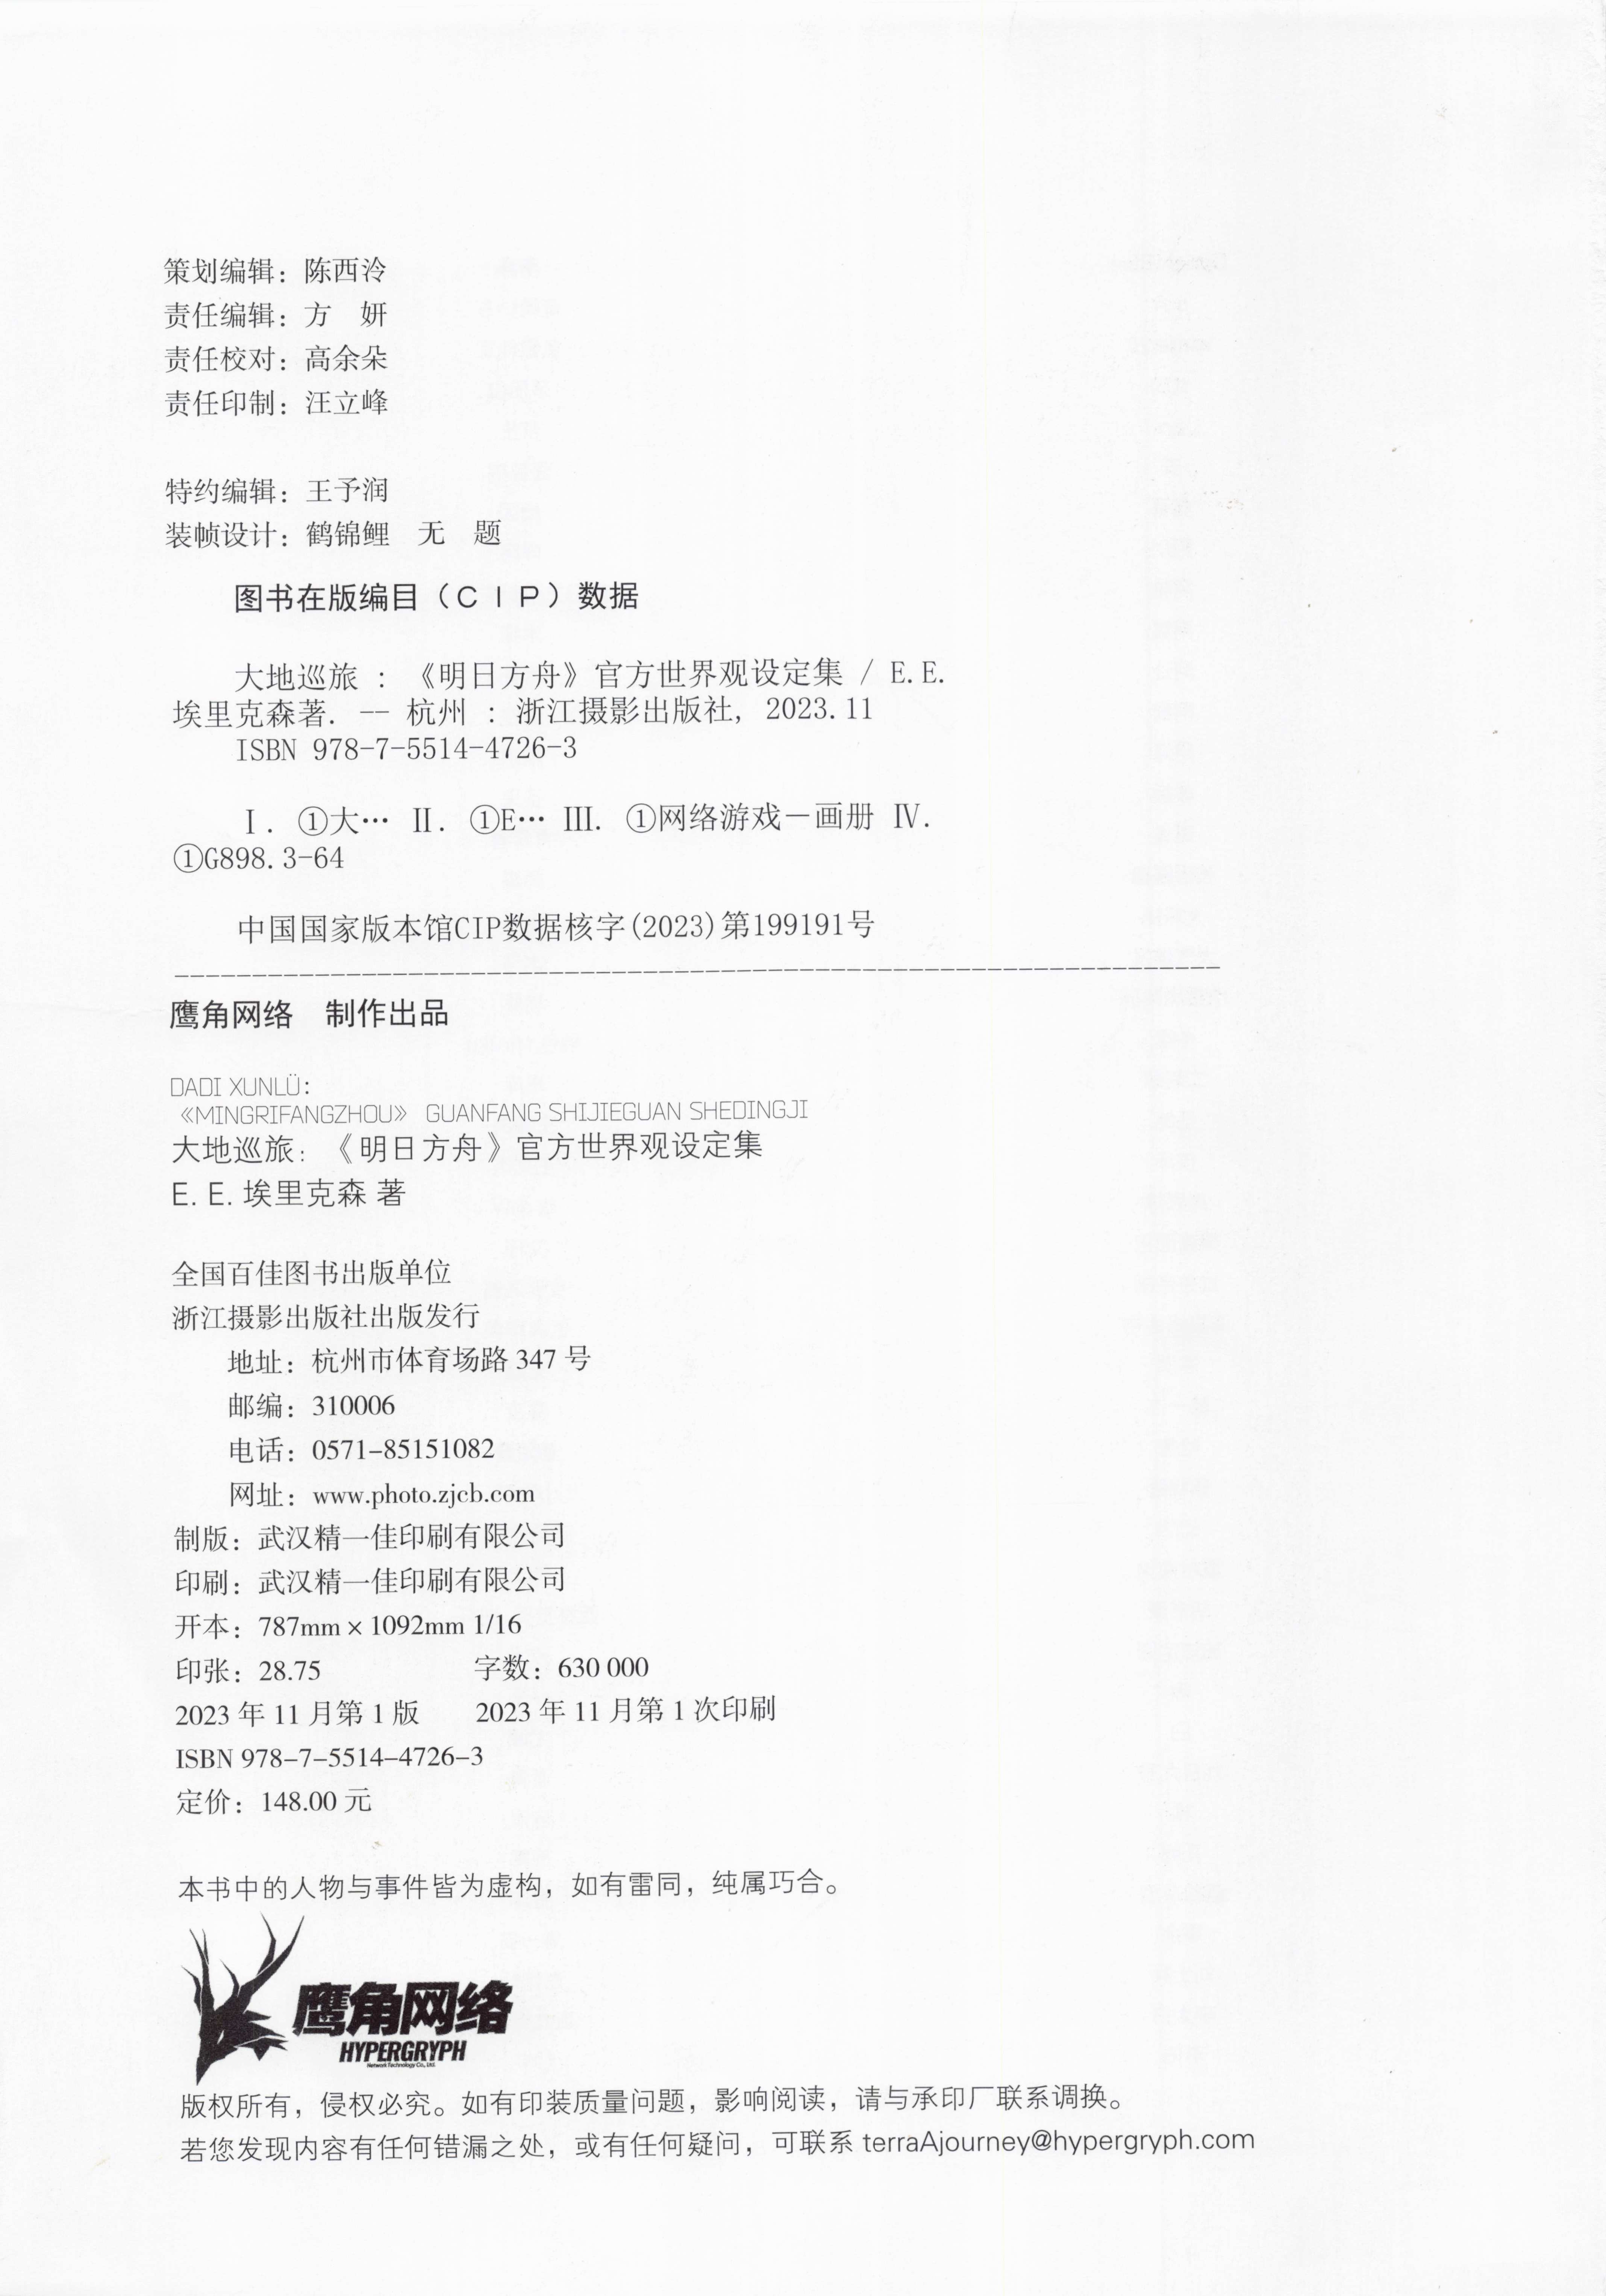 策划编辑：陈西泠
责任编辑：方　妍
责任校对：高余朵
责任印制：汪立峰
特约编辑：王予润
装帧设计：鹤锦鲤　无　题
图书在版编目（ＣＩＰ）数据
大地巡旅 : 《明日方舟》官方世界观设定集 / E.E.
埃里克森著. -- 杭州 : 浙江摄影出版社, 2023.11
ISBN 978-7-5514-4726-3
Ⅰ. ①大… Ⅱ. ①E… Ⅲ. ①网络游戏－画册 Ⅳ.
①G898.3-64
中国国家版本馆CIP数据核字(2023)第199191号
鹰角网络　制作出品
DADI XUNLÜ:
《MINGRIFANGZHOU》 GUANFANG SHIJIEGUAN SHEDINGJI
大地巡旅：《明日方舟》官方世界观设定集
E. E. 埃里克森 著
全国百佳图书出版单位
浙江摄影出版社出版发行
地址：杭州市体育场路 347 号
邮编：310006
电话：0571-85151082
网址：www.photo.zjcb.com
制版：武汉精一佳印刷有限公司
印刷：武汉精一佳印刷有限公司
开本：787mm × 1092mm 1/16
印张：28.75　字数：630 000
2023 年 11 月第 1 版　2023 年 11 月第 1 次印刷
ISBN 978-7-5514-4726-3
定价：148.00 元
本书中的人物与事件皆为虚构，如有雷同，纯属巧合。
鹰角网络
HYPERGRYPH
Network Technology Co., Ltd.
版权所有，侵权必究。如有印装质量问题，影响阅读，请与承印厂联系调换。
若您发现内容有任何错漏之处，或有任何疑问，可联系 terraAjourney@hypergryph.com